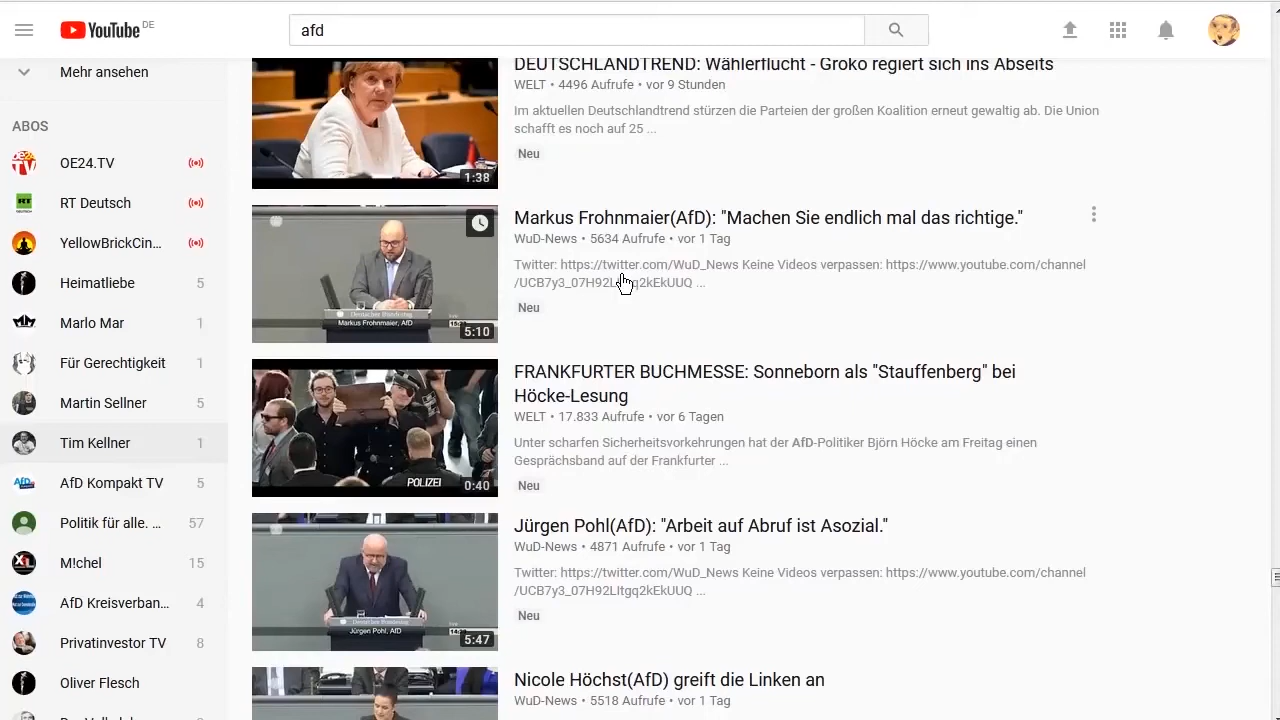 YouTube DE
afd
Mehr ansehen
ABOS
OE24.TV
RT Deutsch
YellowBrickCin...
Heimatliebe 5
Mario Mar 1
Für Gerechtigkeit 1
Martin Sellner 5
Tim Kellner 1
AfD Kompakt TV 5
Politik für alle. ... 57
M!chel 15
AfD Kreisverban... 4
Privatinvestor TV 8
Oliver Flesch
DEUTSCHLANDTREND: Wählerflucht - Groko regiert sich ins Abseits
WELT • 4496 Aufrufe • vor 9 Stunden
Im aktuellen Deutschlandtrend stürzen die Parteien der großen Koalition erneut gewaltig ab. Die Union
schafft es noch auf 25 ...
Neu
1:38
Markus Frohnmaier(AfD): "Machen Sie endlich mal das richtige."
WuD-News • 5634 Aufrufe • vor 1 Tag
Twitter: https://twitter.com/WuD_News Keine Videos verpassen: https://www.youtube.com/channel
/UCB7y3_07H92L gq2kEkUUQ ...
Neu
Deutscher Bundestag
Markus Frohnmaier, AfD
5:10
FRANKFURTER BUCHMESSE: Sonneborn als "Stauffenberg" bei
Höcke-Lesung
WELT • 17.833 Aufrufe • vor 6 Tagen
Unter scharfen Sicherheitsvorkehrungen hat der AfD-Politiker Björn Höcke am Freitag einen
Gesprächsband auf der Frankfurter ...
Neu
POLIZEI
0:40
Jürgen Pohl(AfD): "Arbeit auf Abruf ist Asozial."
WuD-News • 4871 Aufrufe • vor 1 Tag
Twitter: https://twitter.com/WuD_News Keine Videos verpassen: https://www.youtube.com/channel
/UCB7y3_07H92LItgq2kEkUUQ ...
Neu
Deutscher Bundestag
Jürgen Pohl, AfD
5:47
Nicole Höchst(AfD) greift die Linken an
WuD-News • 5518 Aufrufe • vor 1 Tag